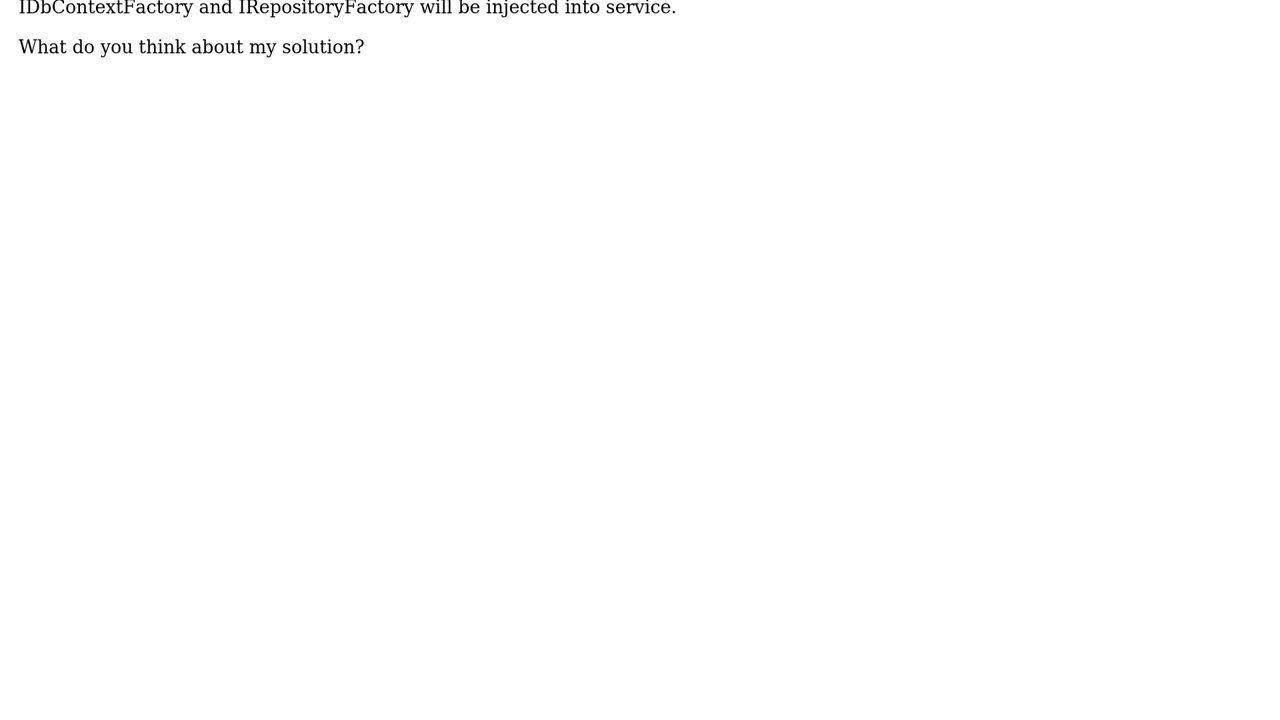 IDbContextFactory and IRepositoryFactory will be injected into service.
What do you think about my solution?